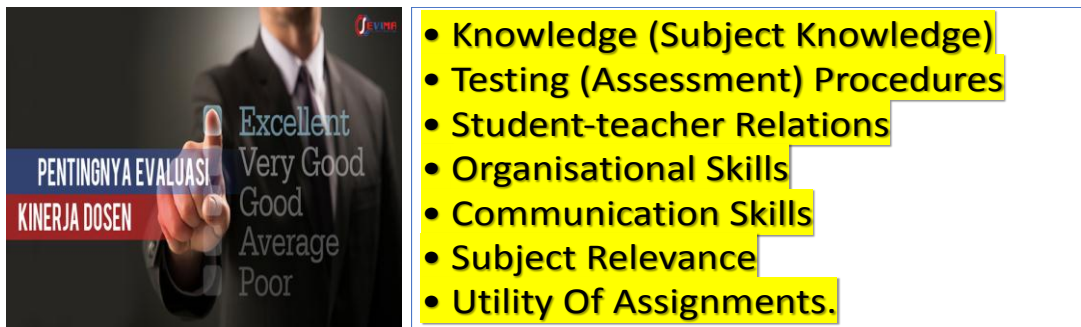 SEVIMA
PENTINGNYA EVALUASI
KINERJA DOSEN
Excellent
Very Good
Good
Average
Poor
• Knowledge (Subject Knowledge)
• Testing (Assessment) Procedures
• Student-teacher Relations
• Organisational Skills
• Communication Skills
• Subject Relevance
• Utility Of Assignments.